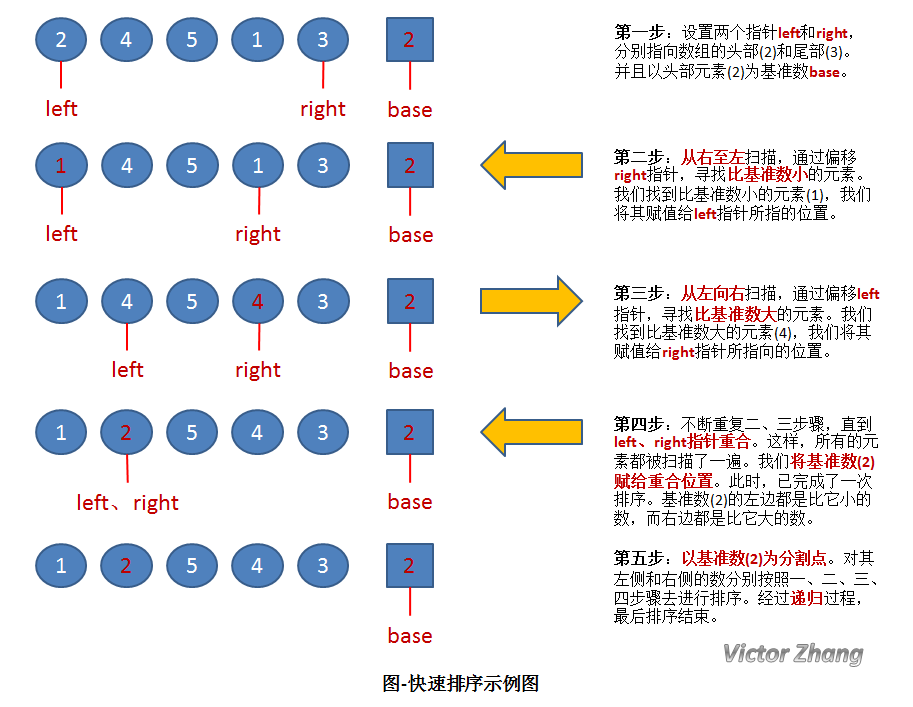 2 4 5 1 3 2
left right base
第一步：设置两个指针left和right，
分别指向数组的头部(2)和尾部(3)。
并且以头部元素(2)为基准数base。
1 4 5 1 3 2
left right base
第二步：从右至左扫描，通过偏移
right指针，寻找比基准数小的元素。
我们找到比基准数小的元素(1)，我们
将其赋值给left指针所指的位置。
1 4 5 4 3 2
left right base
第三步：从左向右扫描，通过偏移left
指针，寻找比基准数大的元素。我们
找到比基准数大的元素(4)，我们将其
赋值给right指针所指向的位置。
1 2 5 4 3 2
left、right base
第四步：不断重复二、三步骤，直到
left、right指针重合。这样，所有的元
素都被扫描了一遍。我们将基准数(2)
赋给重合位置。此时，已完成了一次
排序。基准数(2)的左边都是比它小的
数，而右边都是比它大的数。
1 2 5 4 3 2
base
第五步：以基准数(2)为分割点。对其
左侧和右侧的数分别按照一、二、三、
四步骤去进行排序。经过递归过程，
最后排序结束。
Victor Zhang
图-快速排序示例图